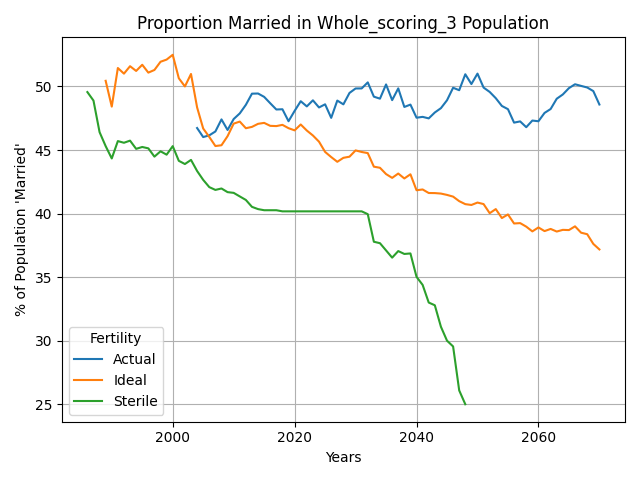 Proportion Married in Whole_scoring_3 Population
% of Population 'Married'
50
45
40
35
30
25
Fertility
Actual
Ideal
Sterile
2000 2020 2040 2060
Years